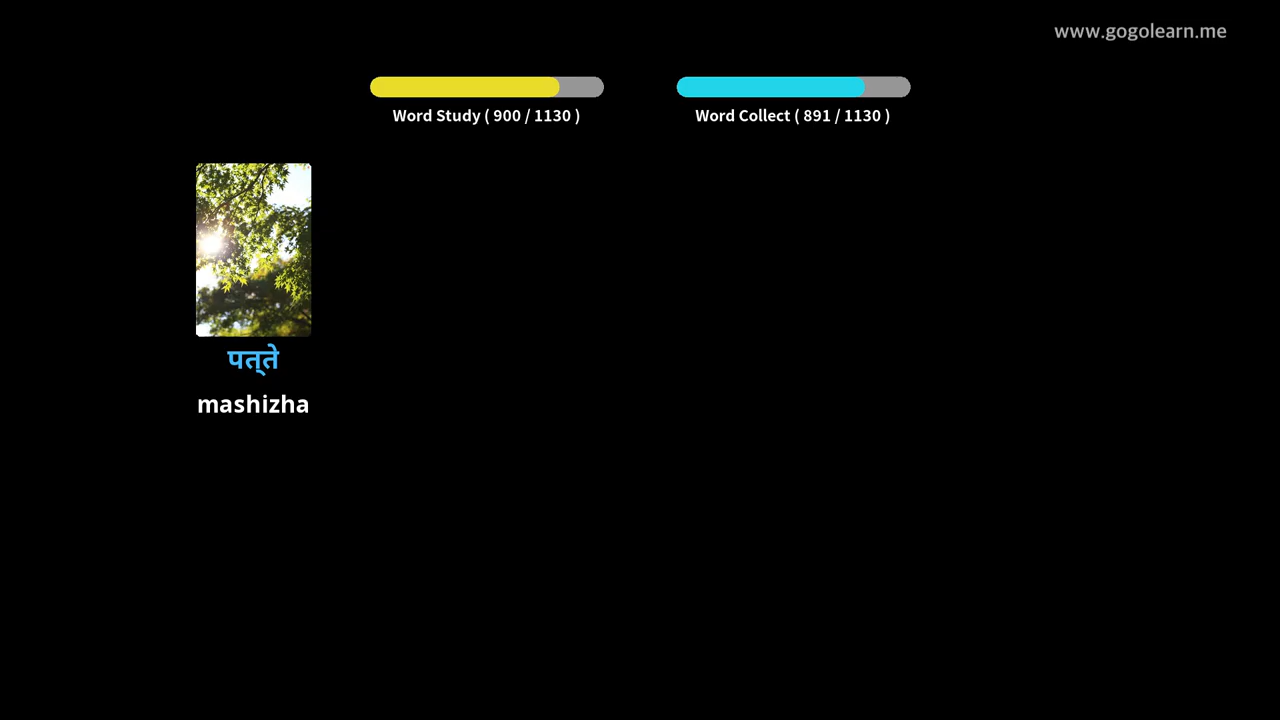 www.gogolearn.me
Word Study ( 900 / 1130 )
Word Collect ( 891 / 1130 )
पत्ते
mashizha